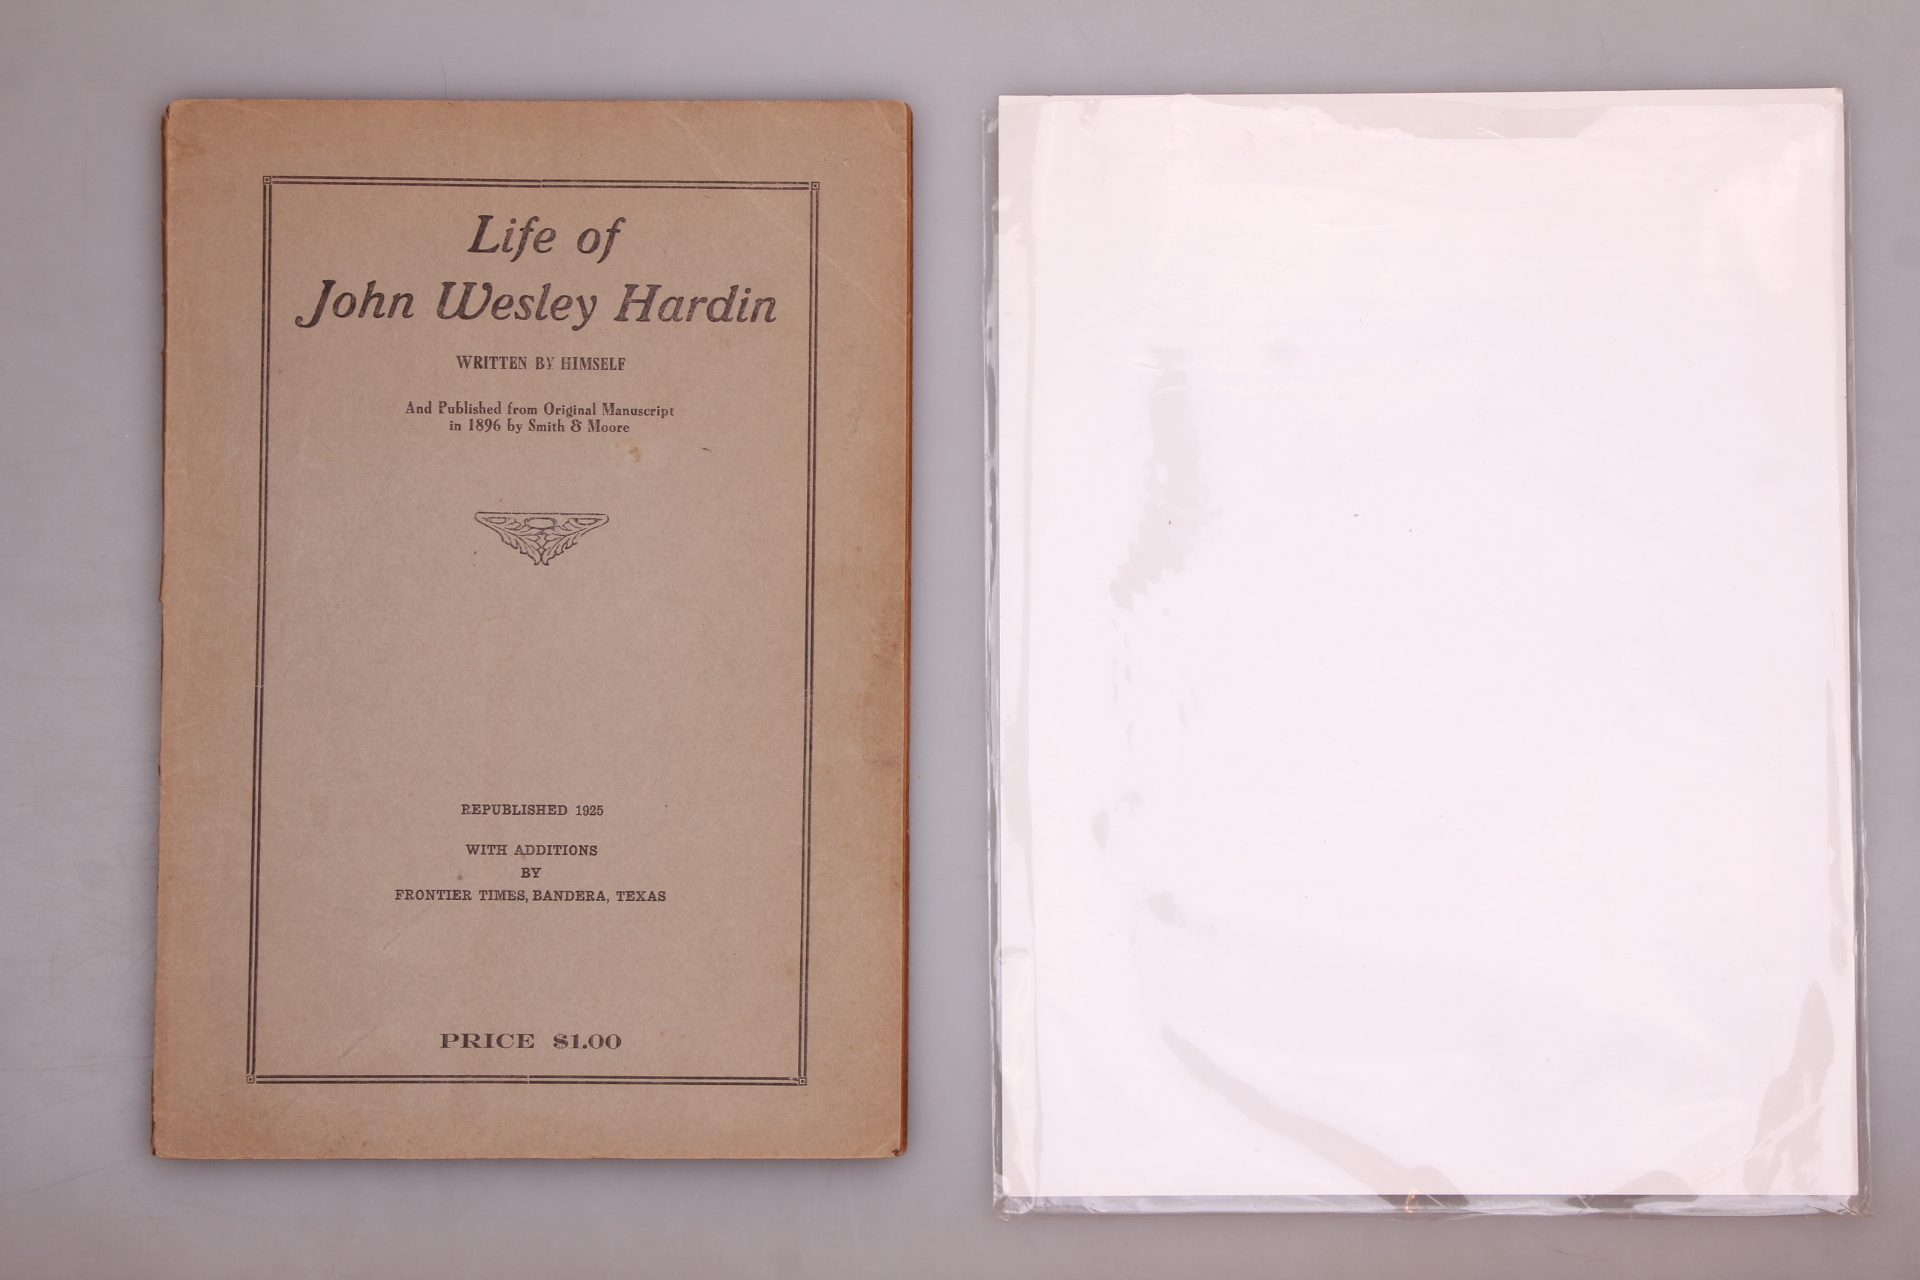 Life of
John Wesley Hardin
WRITTEN BY HIMSELF
And Published from Original Manuscript
in 1896 by Smith & Moore
REPUBLISHED 1925
WITH ADDITIONS
BY
FRONTIER TIMES, BANDERA, TEXAS
PRICE $1.00